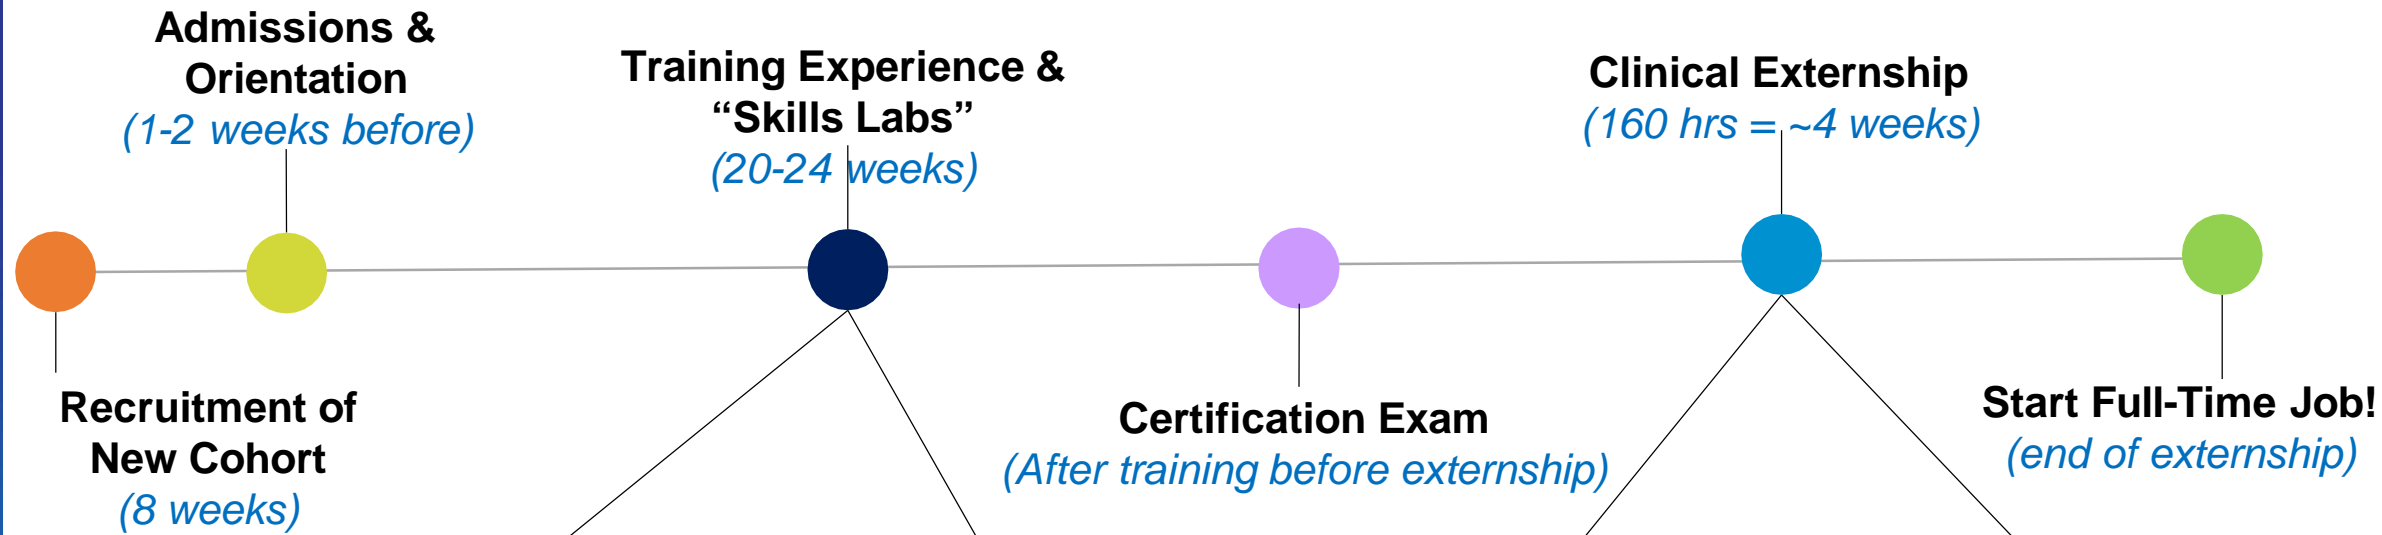 Admissions &
Orientation
(1-2 weeks before)
Training Experience &
“Skills Labs”
(20-24 weeks)
Clinical Externship
(160 hrs = ~4 weeks)
Recruitment of
New Cohort
(8 weeks)
Certification Exam
(After training before externship)
Start Full-Time Job!
(end of externship)